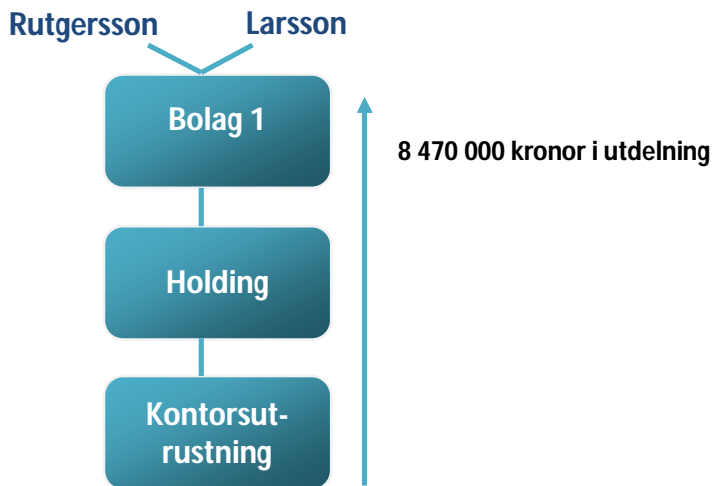 Rutgersson Larsson
Bolag 1
8 470 000 kronor i utdelning
Holding
Kontorsut-
rustning